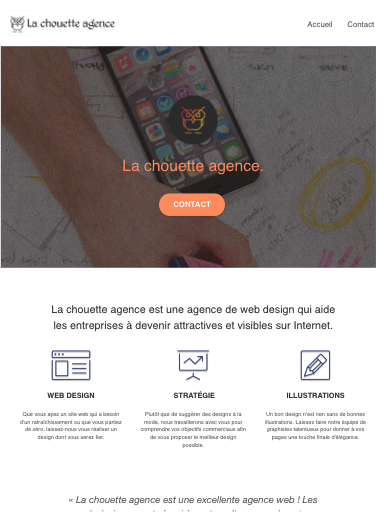 La chouette agence
Accueil
Contact
La chouette agence.
CONTACT
La chouette agence est une agence de web design qui aide
les entreprises à devenir attractives et visibles sur Internet.
WEB DESIGN
Que vous ayez un site web qui a besoin
d'un rafraîchissement ou que vous partiez
de zéro, laissez-nous vous réaliser un
design dont vous serez fier.
STRATÉGIE
Plutôt que de suggérer des designs à la
mode, nous travaillerons avec vous pour
comprendre vos objectifs commerciaux afin
de vous proposer le meilleur design
possible.
ILLUSTRATIONS
Un bon design n'est rien sans de bonnes
illustrations. Laissez faire notre équipe de
graphistes talentueux pour donner à vos
pages une touche finale d'élégance.
« La chouette agence est une excellente agence web ! Les